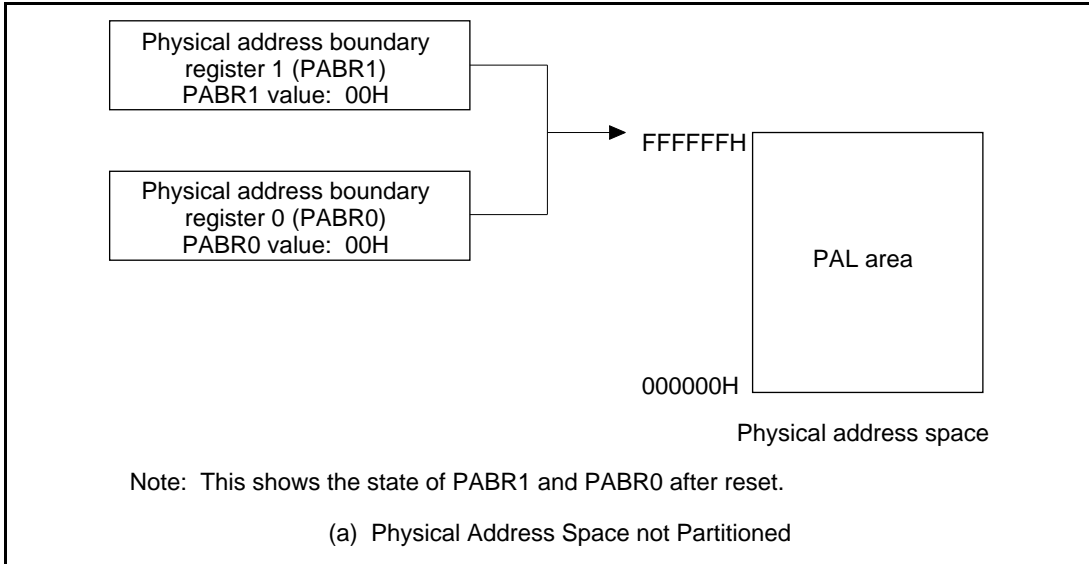 Physical address boundary
register 1 (PABR1)
PABR1 value:  00H
Physical address boundary
register 0 (PABR0)
PABR0 value:  00H
FFFFFFH
PAL area
000000H
Physical address space
Note:  This shows the state of PABR1 and PABR0 after reset.
(a)  Physical Address Space not Partitioned